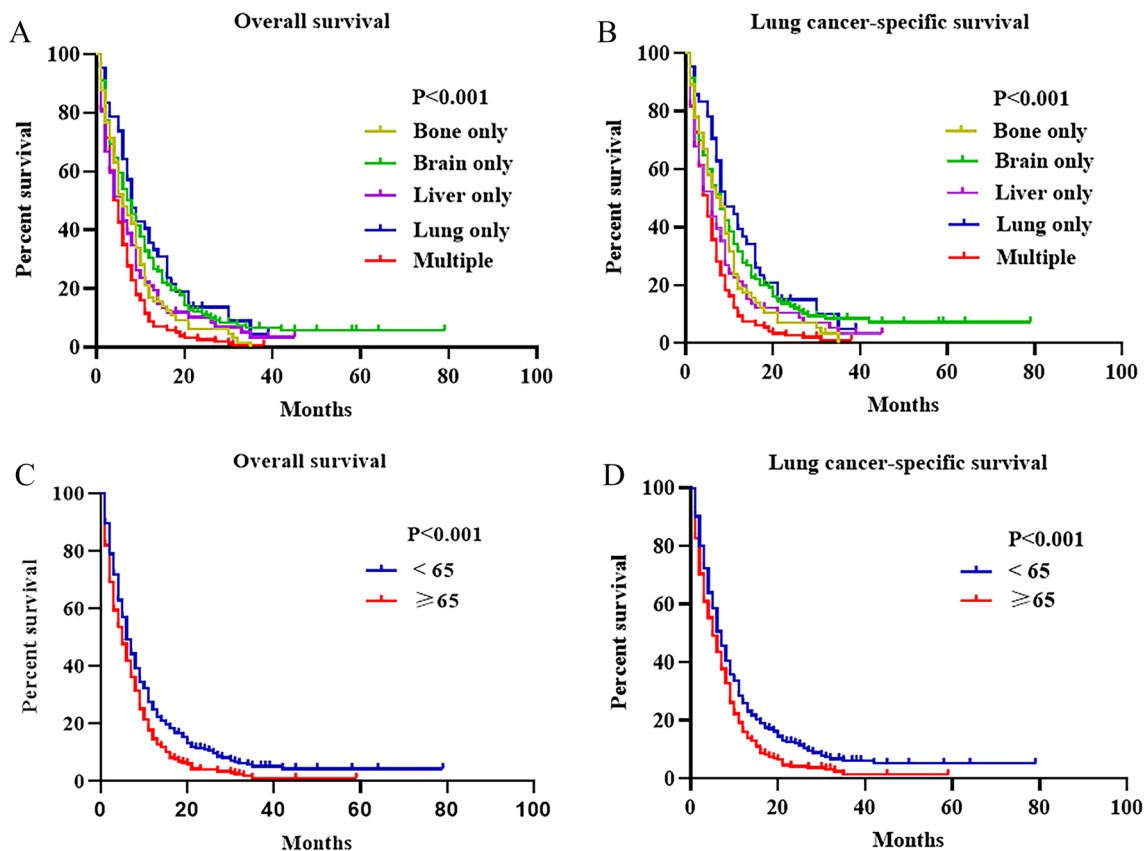 A
Overall survival
100
80
60
40
20
0
Percent survival
P<0.001
Bone only
Brain only
Liver only
Lung only
Multiple
0 20 40 60 80 100
Months
B
Lung cancer-specific survival
100
80
60
40
20
0
Percent survival
P<0.001
Bone only
Brain only
Liver only
Lung only
Multiple
0 20 40 60 80 100
Months
C
Overall survival
100
80
60
40
20
0
Percent survival
P<0.001
< 65
≥65
0 20 40 60 80 100
Months
D
Lung cancer-specific survival
100
80
60
40
20
0
Percent survival
P<0.001
< 65
≥65
0 20 40 60 80 100
Months